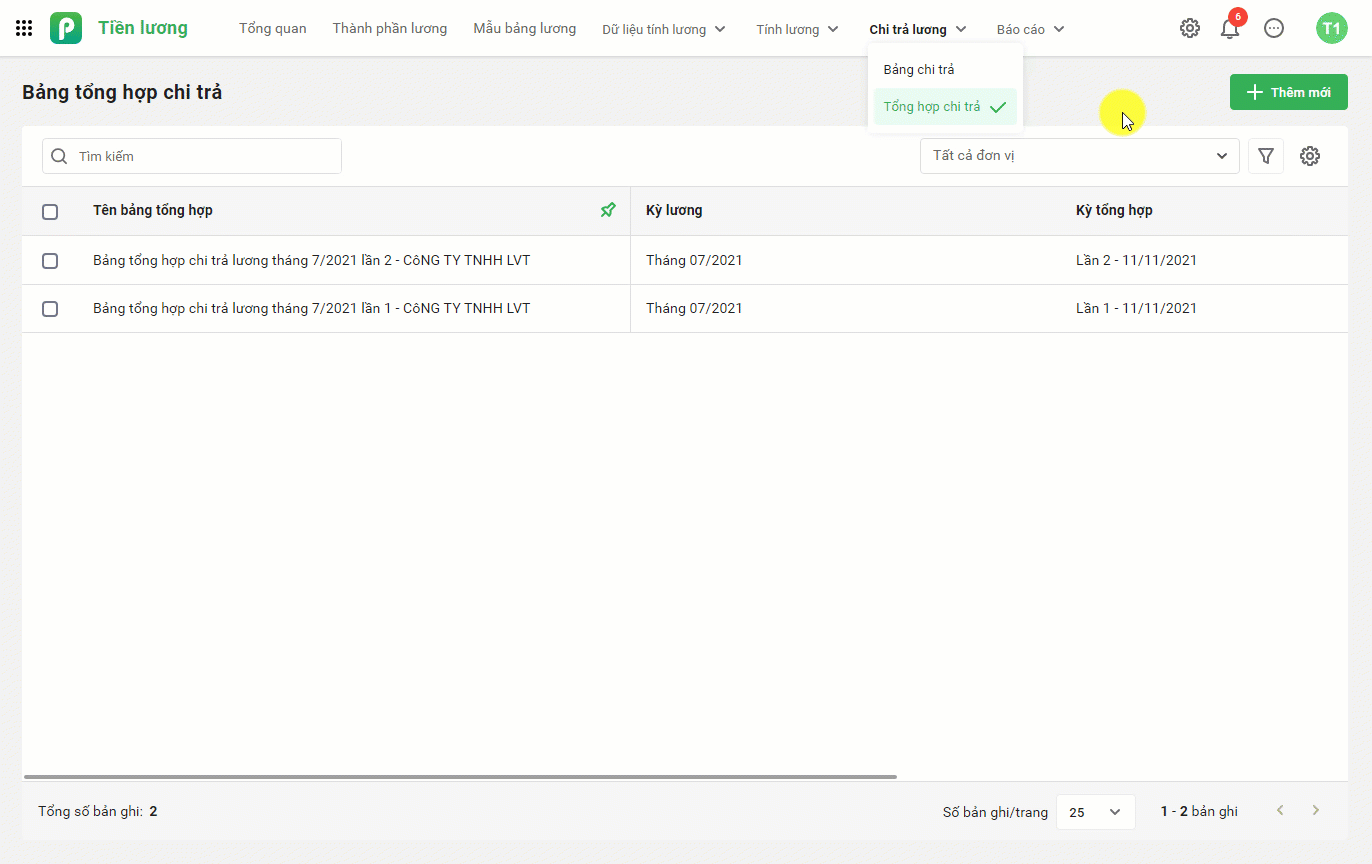 Tiền lương
Tổng quan
Thành phần lương
Mẫu bảng lương
Dữ liệu tính lương
Tính lương
Chi trả lương
Báo cáo
6
T1
Bảng chi trả
Tổng hợp chi trả
Bảng tổng hợp chi trả
Thêm mới
Tìm kiếm
Tất cả đơn vị
Tên bảng tổng hợp
Kỳ lương
Kỳ tổng hợp
Bảng tổng hợp chi trả lương tháng 7/2021 lần 2 - CôNG TY TNHH LVT
Tháng 07/2021
Lần 2 - 11/11/2021
Bảng tổng hợp chi trả lương tháng 7/2021 lần 1 - CôNG TY TNHH LVT
Tháng 07/2021
Lần 1 - 11/11/2021
Tổng số bản ghi: 2
Số bản ghi/trang
25
1 - 2 bản ghi